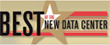 BEST OF THE
NEW DATA CENTER